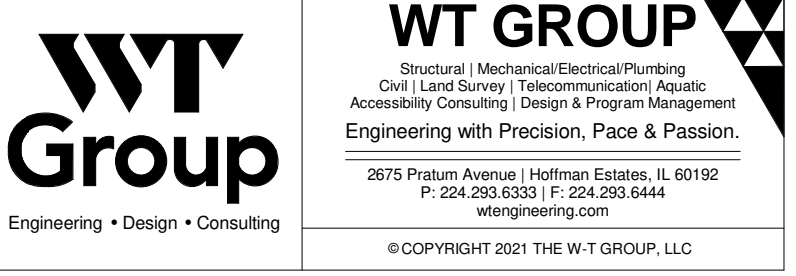 WT
Group
Engineering • Design • Consulting
WT GROUP
Structural | Mechanical/Electrical/Plumbing
Civil | Land Survey | Telecommunication| Aquatic
Accessibility Consulting | Design & Program Management
Engineering with Precision, Pace & Passion.
2675 Pratum Avenue | Hoffman Estates, IL 60192
P: 224.293.6333 | F: 224.293.6444
wtengineering.com
© COPYRIGHT 2021 THE W-T GROUP, LLC